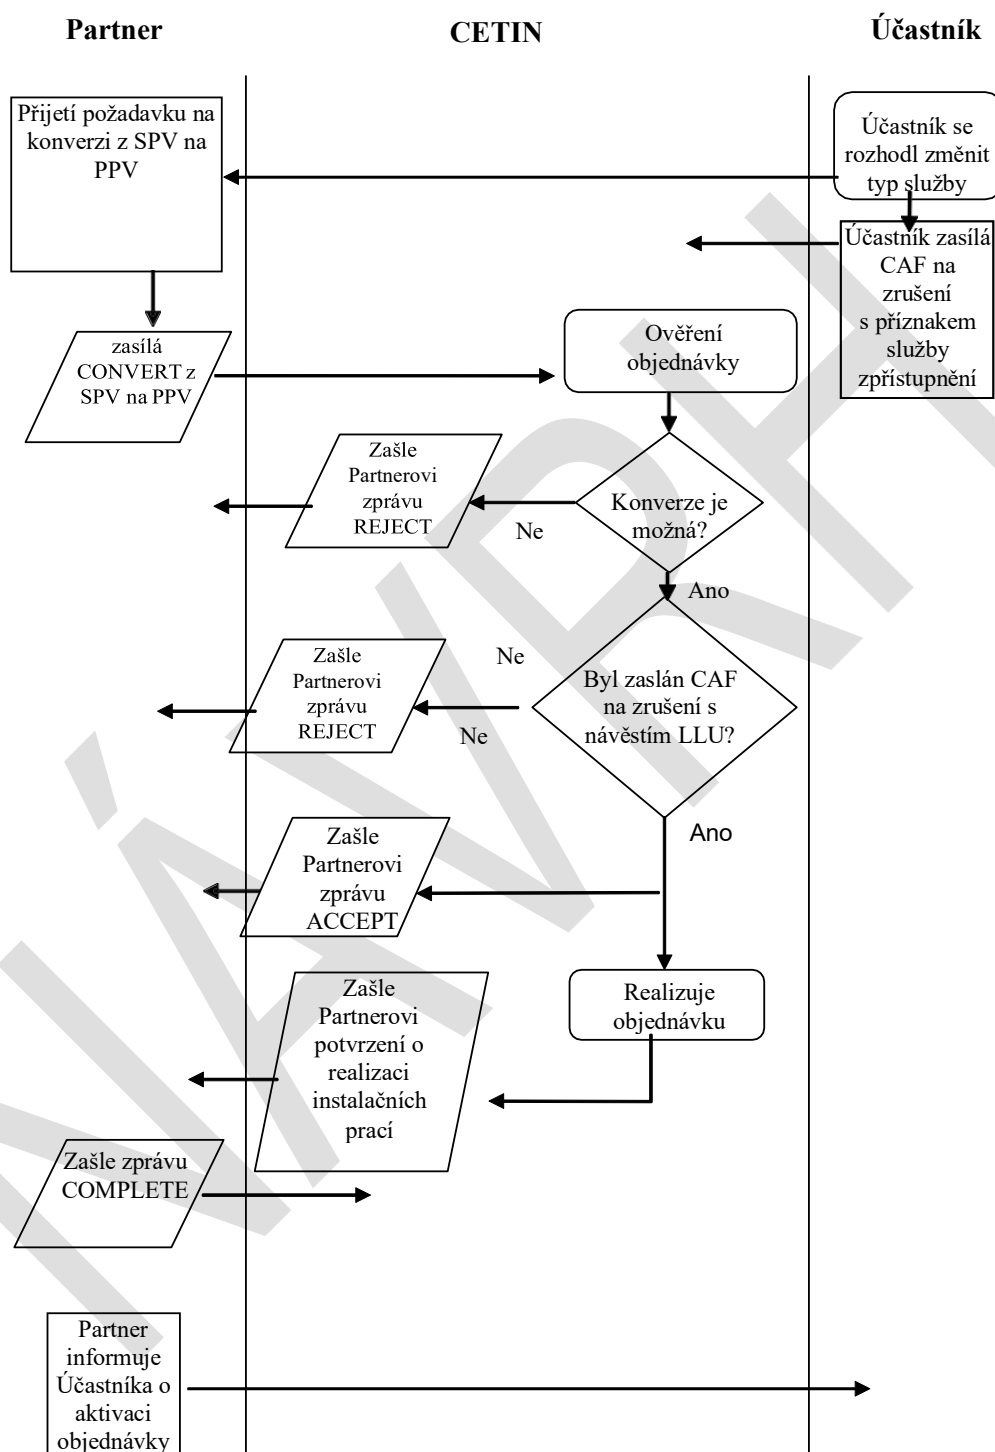 Partner
CETIN
Účastník
Přijetí požadavku na
konverzi z SPV na
PPV
Účastník se
rozhodl změnit
typ služby
Účastník zasílá
CAF na
zrušení
s příznakem
služby
zpřístupnění
zasílá
CONVERT z
SPV na PPV
Ověření
objednávky
Zašle
Partnerovi
zprávu
REJECT
Ne
Konverze je
možná?
Ano
Zašle
Partnerovi
zprávu
REJECT
Ne
Ne
Byl zaslán CAF
na zrušení s
návěstím LLU?
Ano
Zašle
Partnerovi
zprávu
ACCEPT
Zašle
Partnerovi
potvrzení o
realizaci
instalačních
prací
Realizuje
objednávku
Zašle zprávu
COMPLETE
Partner
informuje
Účastníka o
aktivaci
objednávky
NÁVRH